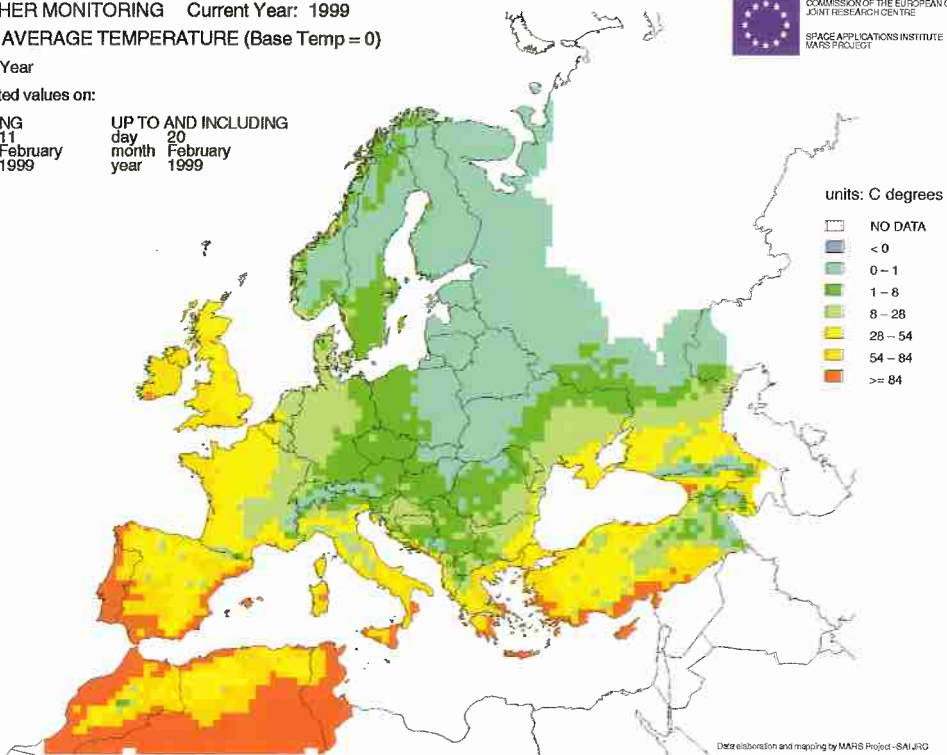 HER MONITORING Current Year: 1999
AVERAGE TEMPERATURE (Base Temp = 0)
Year
ted values on:
NG UP TO AND INCLUDING
11 day 20
February month February
1999 year 1999
COMMISSION OF THE EUROPEAN
JOINT RESEARCH CENTRE
SPACE APPLICATIONS INSTITUTE
MARS PROJECT
units: C degrees
NO DATA
< 0
0 – 1
1 – 8
8 – 28
28 – 54
54 – 84
>= 84
Data elaboration and mapping by MARS Project - SAI JRC